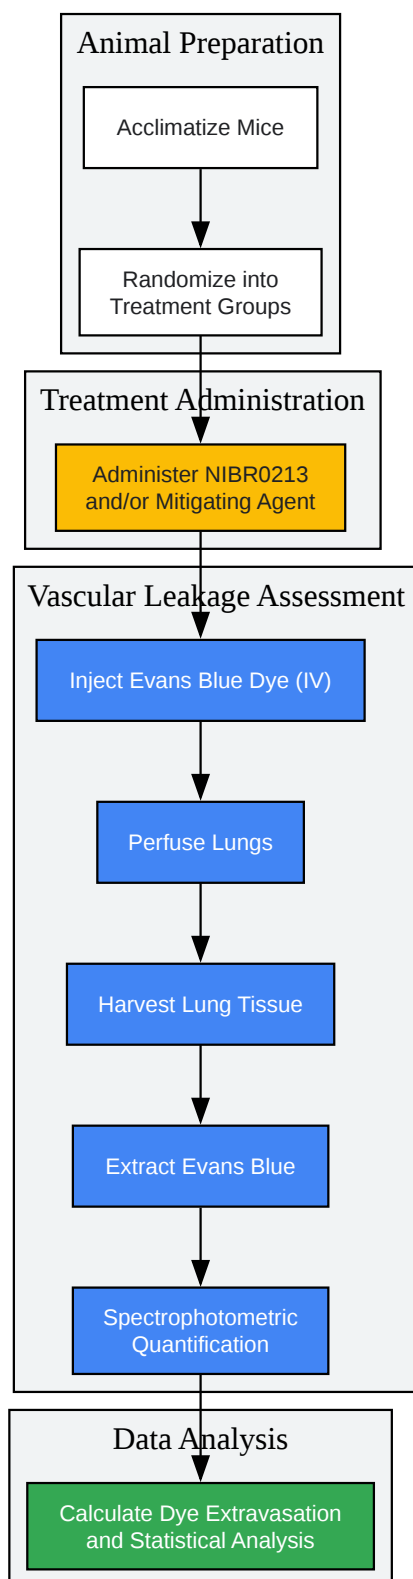 Animal Preparation
Acclimatize Mice
Randomize into
Treatment Groups
Treatment Administration
Administer NIBR0213
and/or Mitigating Agent
Vascular Leakage Assessment
Inject Evans Blue Dye (IV)
Perfuse Lungs
Harvest Lung Tissue
Extract Evans Blue
Spectrophotometric
Quantification
Data Analysis
Calculate Dye Extravasation
and Statistical Analysis